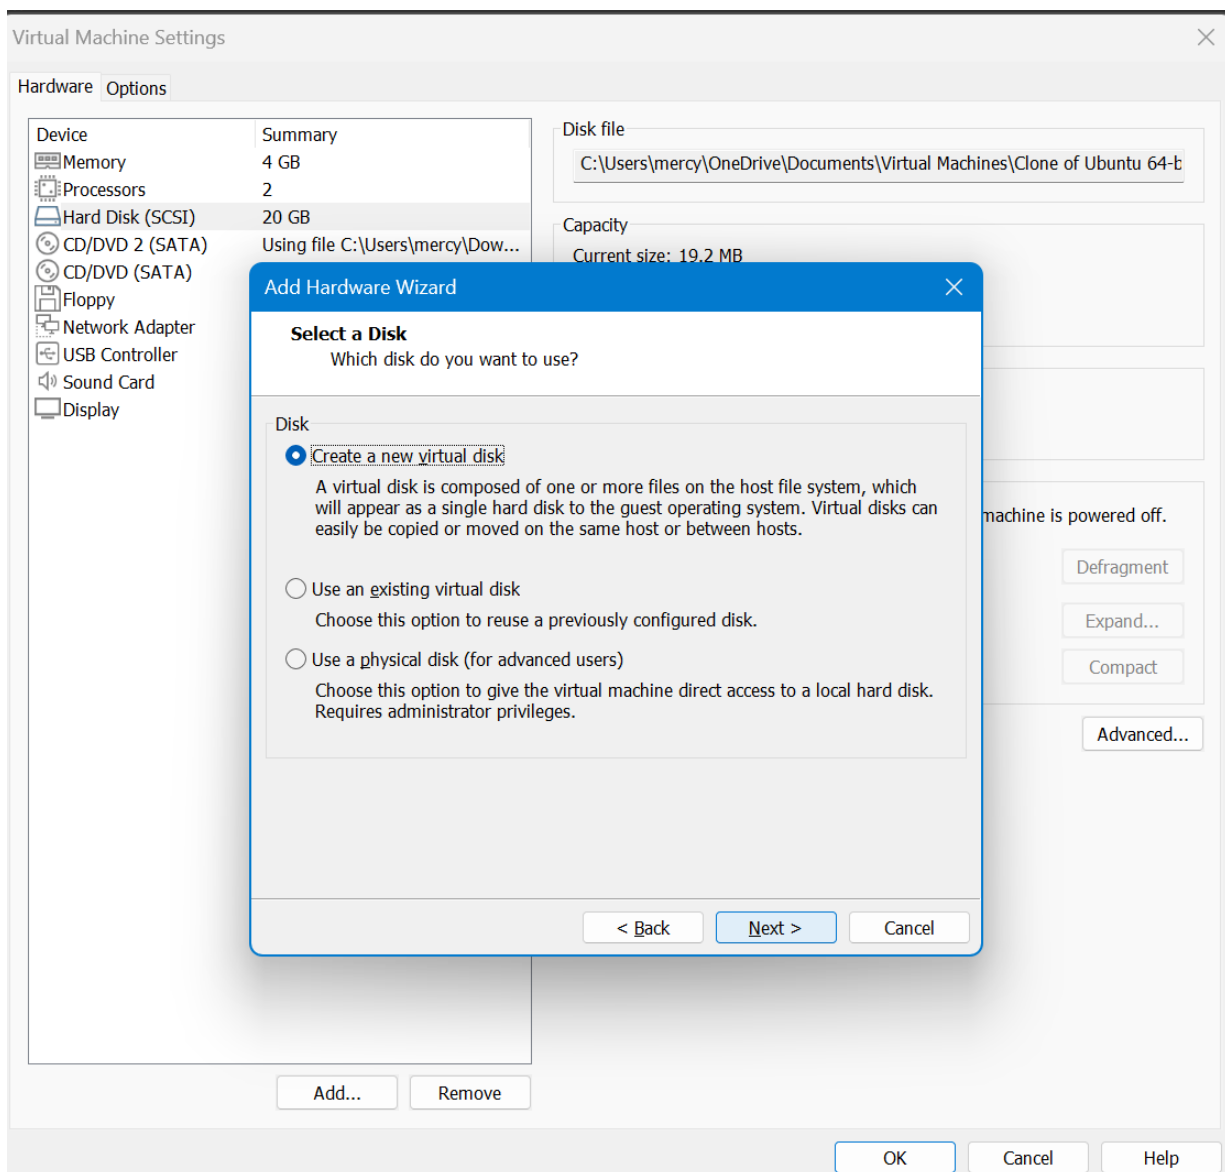 Virtual Machine Settings
Hardware Options
Device Summary
Memory 4 GB
Processors 2
Hard Disk (SCSI) 20 GB
CD/DVD 2 (SATA) Using file C:\Users\mercy\Dow...
CD/DVD (SATA)
Floppy
Network Adapter
USB Controller
Sound Card
Display
Add... Remove
Disk file
C:\Users\mercy\OneDrive\Documents\Virtual Machines\Clone of Ubuntu 64-b
Capacity
Current size: 19.2 MB
machine is powered off.
Defragment
Expand...
Compact
Advanced...
Add Hardware Wizard
Select a Disk
Which disk do you want to use?
Disk
Create a new virtual disk
A virtual disk is composed of one or more files on the host file system, which
will appear as a single hard disk to the guest operating system. Virtual disks can
easily be copied or moved on the same host or between hosts.
Use an existing virtual disk
Choose this option to reuse a previously configured disk.
Use a physical disk (for advanced users)
Choose this option to give the virtual machine direct access to a local hard disk.
Requires administrator privileges.
< Back Next > Cancel
OK Cancel Help